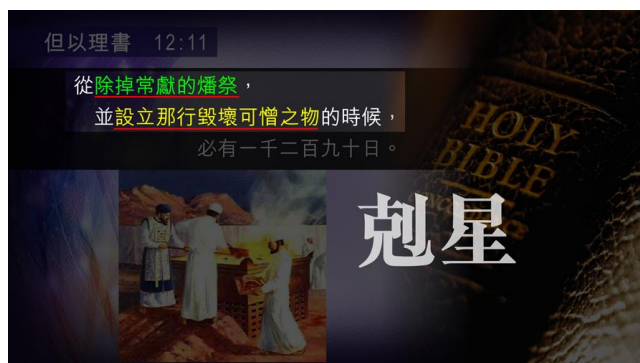 但以理書 12:11
從除掉常獻的燔祭，
並設立那行毀壞可憎之物的時候，
必有一千二百九十日。
剋星
HOLY
BIBLE